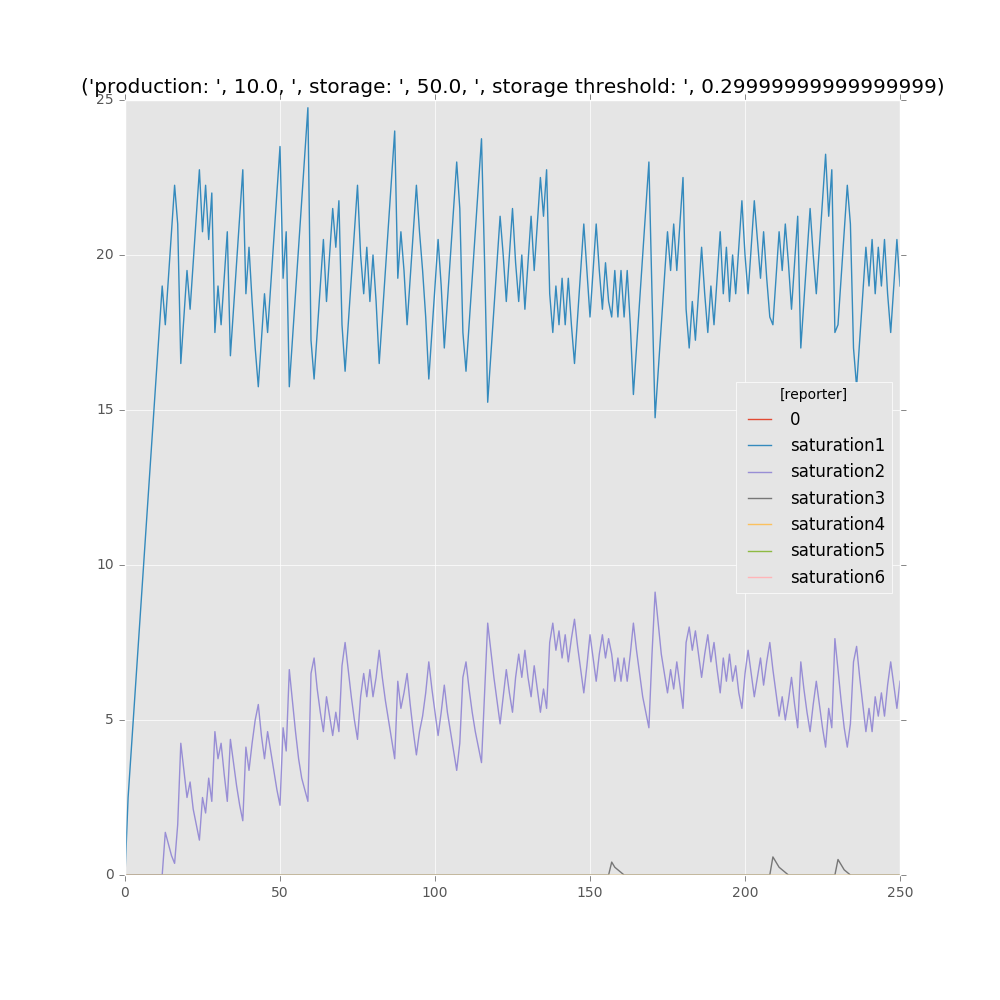 ('production: ', 10.0, ', storage: ', 50.0, ', storage threshold: ', 0.29999999999999999)
25
20
15
10
5
0
[reporter]
0
saturation1
saturation2
saturation3
saturation4
saturation5
saturation6
0 50 100 150 200 250